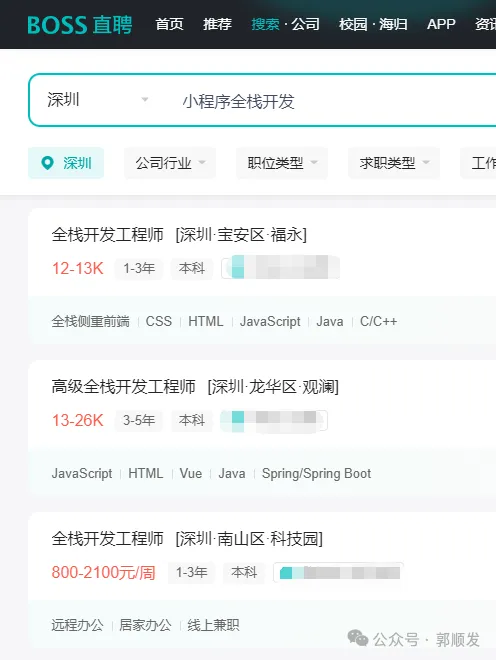 BOSS直聘 首页 推荐 搜索·公司 校园·海归 APP 资讯
深圳 小程序全栈开发
深圳 公司行业 职位类型 求职类型 工作
全栈开发工程师 [深圳·宝安区·福永]
12-13K 1-3年 本科
全栈侧重前端 CSS HTML JavaScript Java C/C++
高级全栈开发工程师 [深圳·龙华区·观澜]
13-26K 3-5年 本科
JavaScript HTML Vue Java Spring/Spring Boot
全栈开发工程师 [深圳·南山区·科技园]
800-2100元/周 1-3年 本科
远程办公 居家办公 线上兼职
公众号·郭顺发